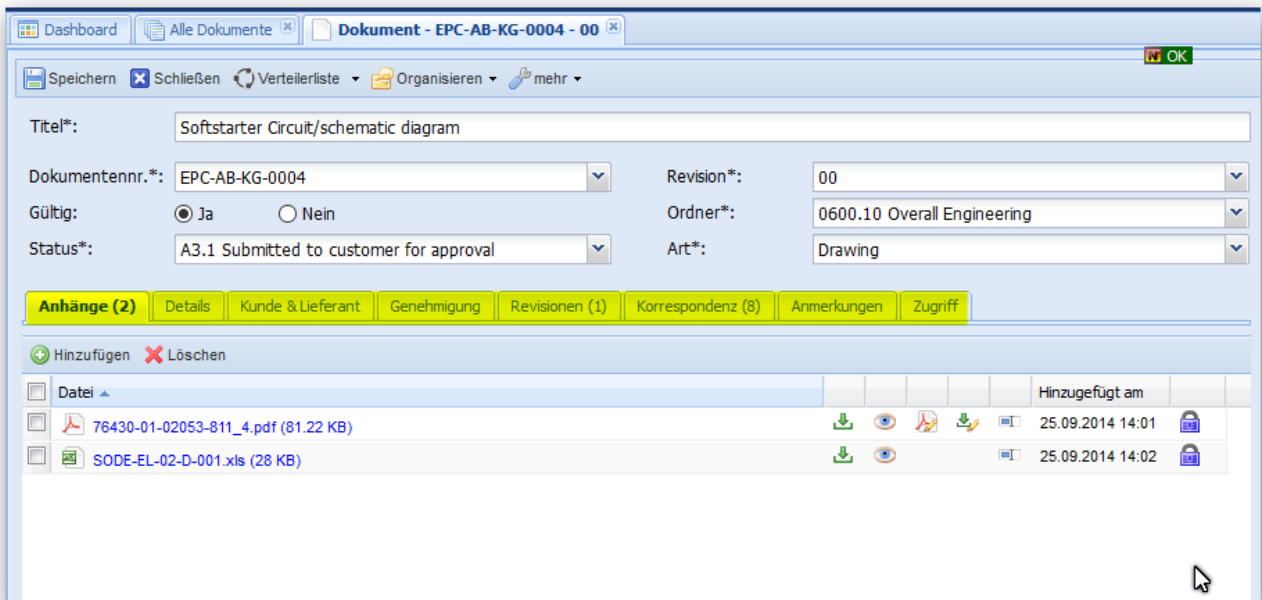 Dashboard Alle Dokumente Dokument - EPC-AB-KG-0004 - 00
OK
Speichern Schließen Verteilerliste Organisieren mehr
Titel*: Softstarter Circuit/schematic diagram
Dokumentennr.*: EPC-AB-KG-0004 Revision*: 00
Gültig: Ja Nein Ordner*: 0600.10 Overall Engineering
Status*: A3.1 Submitted to customer for approval Art*: Drawing
Anhänge (2) Details Kunde & Lieferant Genehmigung Revisionen (1) Korrespondenz (8) Anmerkungen Zugriff
Hinzufügen Löschen
Datei Hinzugefügt am
76430-01-02053-811_4.pdf (81.22 KB) 25.09.2014 14:01
SODE-EL-02-D-001.xls (28 KB) 25.09.2014 14:02